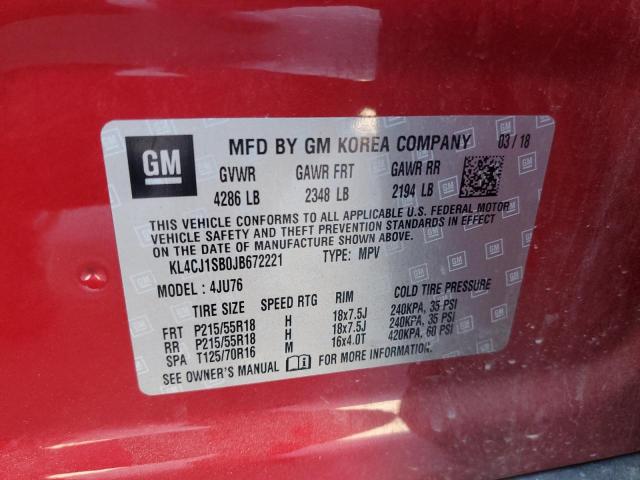 GM
MFD BY GM KOREA COMPANY 03 / 18
GVWR GAWR FRT GAWR RR
4286 LB 2348 LB 2194 LB
THIS VEHICLE CONFORMS TO ALL APPLICABLE U.S. FEDERAL MOTOR
VEHICLE SAFETY AND THEFT PREVENTION STANDARDS IN EFFECT
ON THE DATE OF MANUFACTURE SHOWN ABOVE.
KL4CJ1SB0JB672221 TYPE: MPV
MODEL : 4JU76
TIRE SIZE SPEED RTG RIM COLD TIRE PRESSURE
FRT P215/55R18 H 18x7.5J 240KPA, 35 PSI
RR P215/55R18 H 18x7.5J 240KPA, 35 PSI
SPA T125/70R16 M 16x4.0T 420KPA, 60 PSI
SEE OWNER'S MANUAL FOR MORE INFORMATION